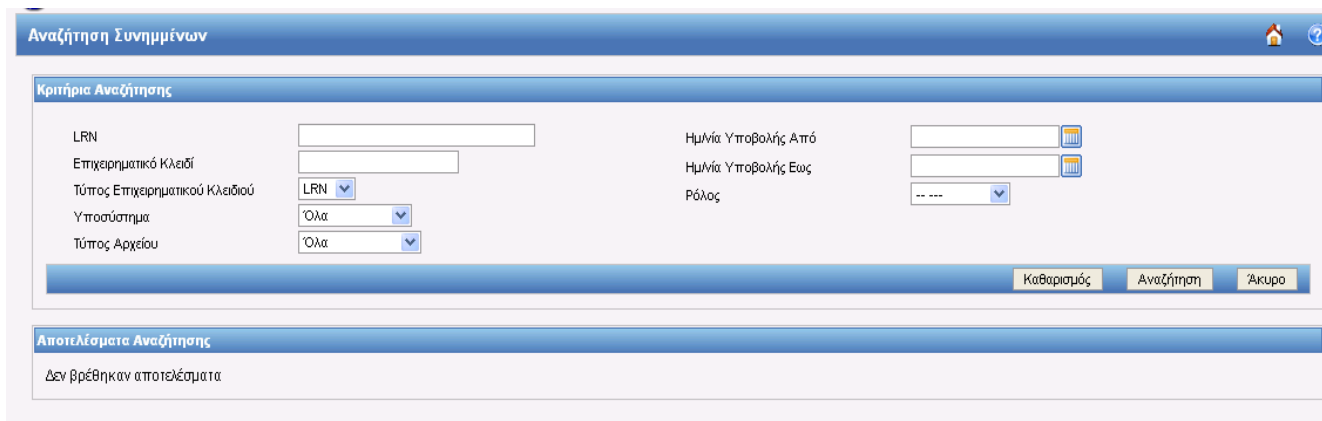 Αναζήτηση Συνημμένων
Κριτήρια Αναζήτησης
LRN
Επιχειρηματικό Κλειδί
Τύπος Επιχειρηματικού Κλειδιού LRN
Υποσύστημα Όλα
Τύπος Αρχείου Όλα
Ημ/νία Υποβολής Από
Ημ/νία Υποβολής Εως
Ρόλος -- ---
Καθαρισμός Αναζήτηση Άκυρο
Αποτελέσματα Αναζήτησης
Δεν βρέθηκαν αποτελέσματα